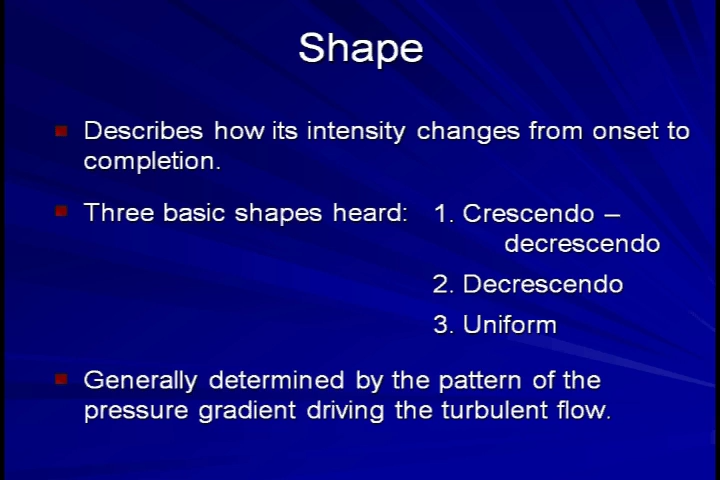 Shape
Describes how its intensity changes from onset to
completion.
Three basic shapes heard: 1. Crescendo –
decrescendo
2. Decrescendo
3. Uniform
Generally determined by the pattern of the
pressure gradient driving the turbulent flow.